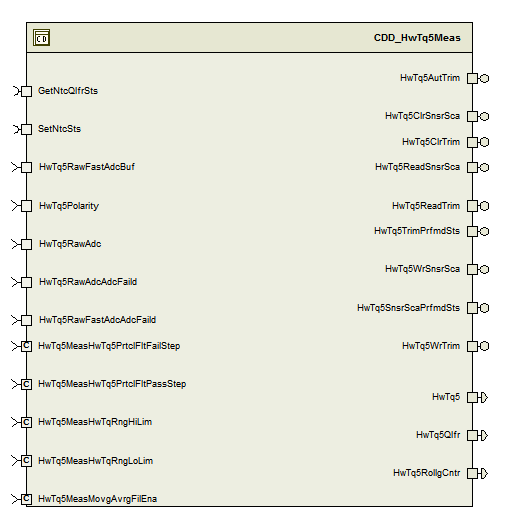 CD
CDD_HwTq5Meas
GetNtcQlfrSts
SetNtcSts
HwTq5RawFastAdcBuf
HwTq5Polarity
HwTq5RawAdc
HwTq5RawAdcAdcFaild
HwTq5RawFastAdcAdcFaild
C HwTq5MeasHwTq5PrtclFltFailStep
C HwTq5MeasHwTq5PrtclFltPassStep
C HwTq5MeasHwTqRngHiLim
C HwTq5MeasHwTqRngLoLim
C HwTq5MeasMovgAvrgFilEna
HwTq5AutTrim
HwTq5ClrSnsrSca
HwTq5ClrTrim
HwTq5ReadSnsrSca
HwTq5ReadTrim
HwTq5TrimPrfmdSts
HwTq5WrSnsrSca
HwTq5SnsrScaPrfmdSts
HwTq5WrTrim
HwTq5
HwTq5Qlfr
HwTq5RollgCntr